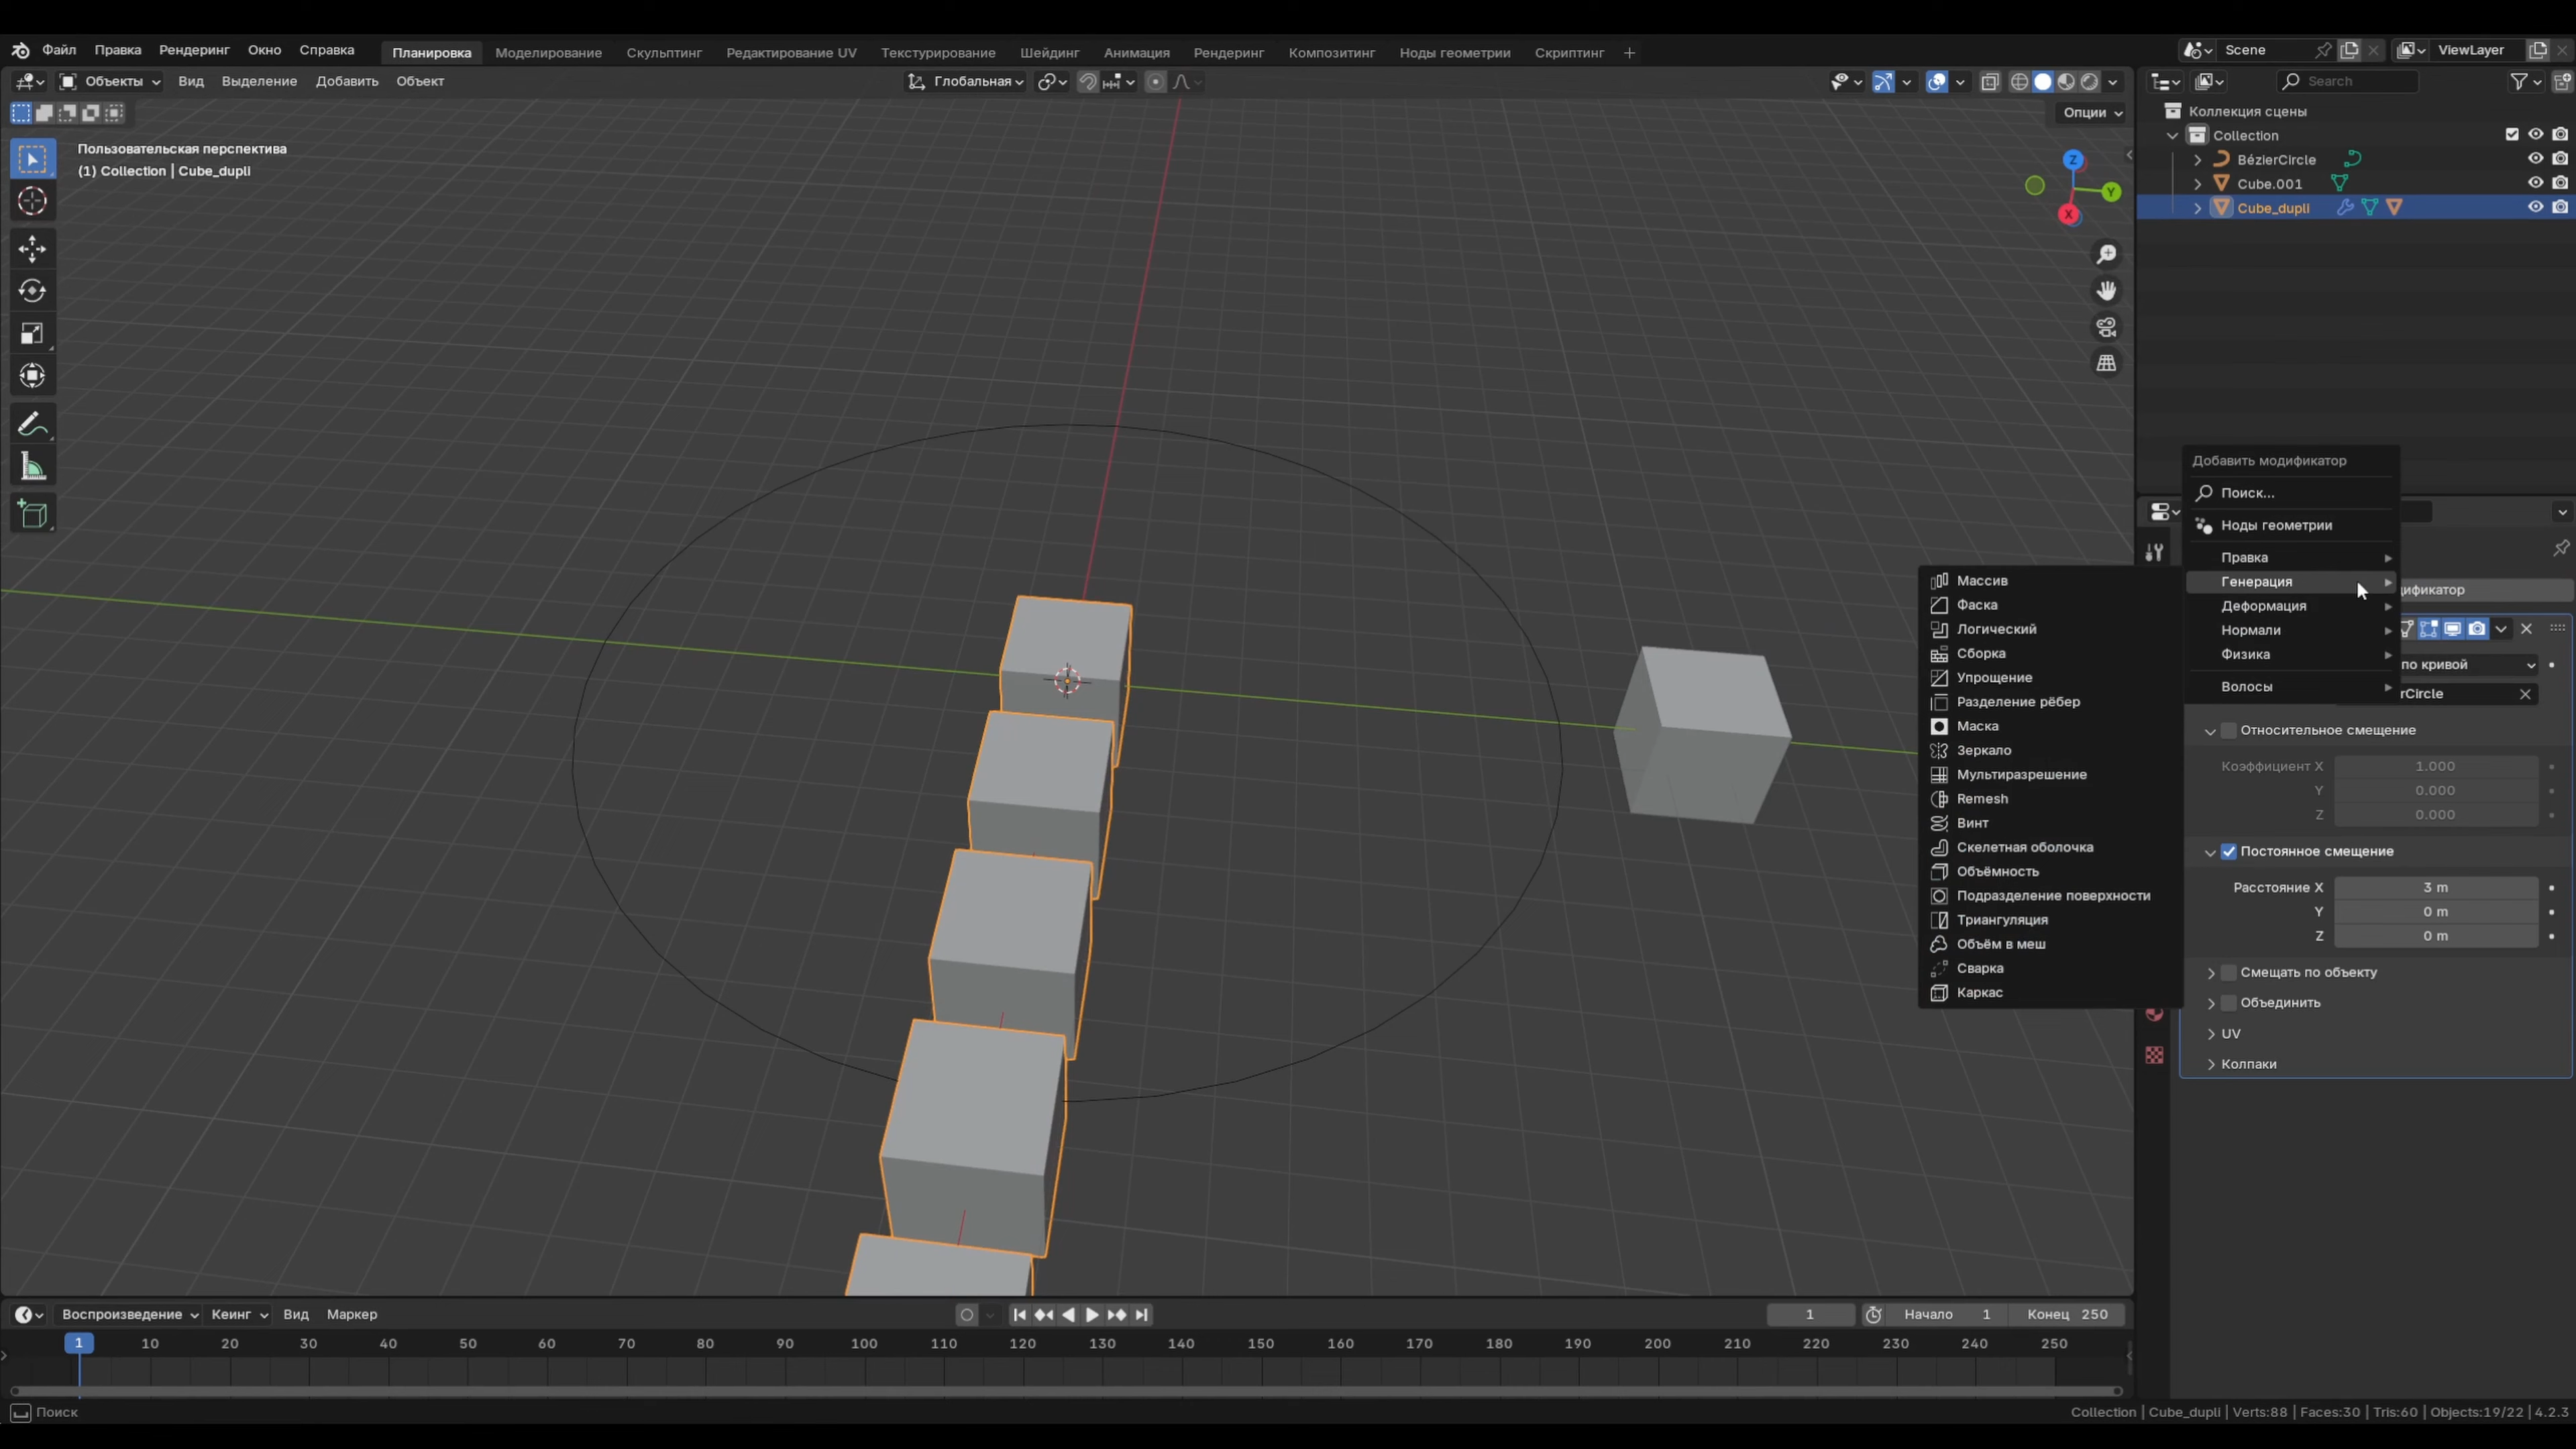 Файл Правка Рендеринг Окно Справка Планировка Моделирование Скульптинг Редактирование UV Текстурирование Шейдинг Анимация Рендеринг Композитинг Ноды геометрии Скриптинг + Scene ViewLayer
Объекты Вид Выделение Добавить Объект Глобальная Search
Опции
Коллекция сцены
Collection
BézierCircle
Cube.001
Cube_dupli
Пользовательская перспектива
(1) Collection | Cube_dupli
Z
Y
X
Добавить модификатор
Поиск...
Ноды геометрии
Правка
Генерация
Деформация
Нормали
Физика
Волосы
Массив
Фаска
Логический
Сборка
Упрощение
Разделение рёбер
Маска
Зеркало
Мультиразрешение
Remesh
Винт
Скелетная оболочка
Объёмность
Подразделение поверхности
Триангуляция
Объём в меш
Сварка
Каркас
ификатор
по кривой
rCircle
Относительное смещение
Коэффициент X 1.000
Y 0.000
Z 0.000
Постоянное смещение
Расстояние X 3 m
Y 0 m
Z 0 m
Смещать по объекту
Объединить
UV
Колпаки
Воспроизведение Кеинг Вид Маркер 1 Начало 1 Конец 250
1 10 20 30 40 50 60 70 80 90 100 110 120 130 140 150 160 170 180 190 200 210 220 230 240 250
Поиск
Collection | Cube_dupli | Verts:88 | Faces:30 | Tris:60 | Objects:19/22 | 4.2.3